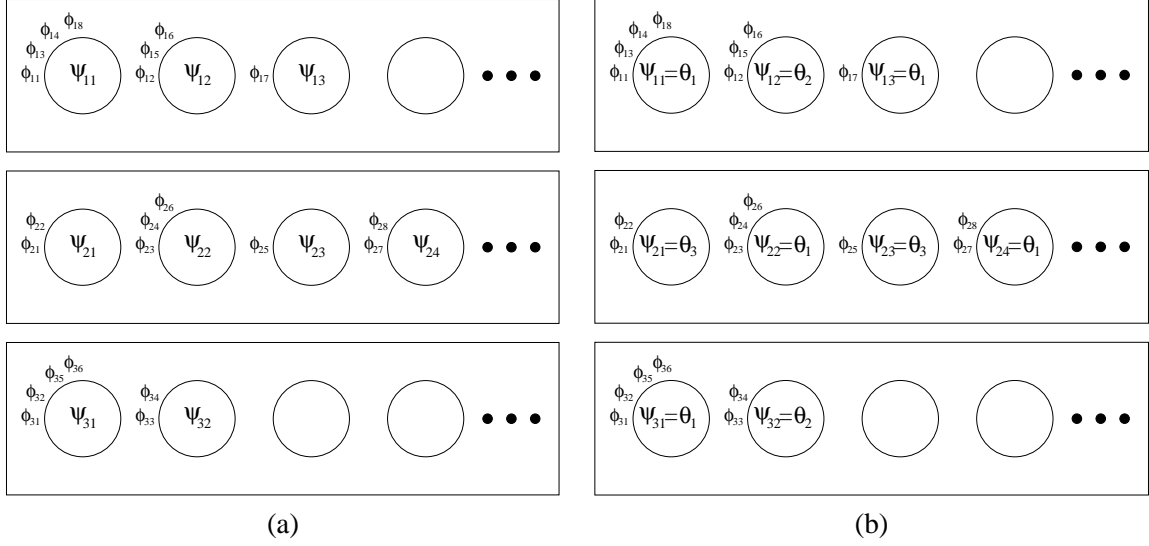 ϕ₁₈
ϕ₁₄
ϕ₁₃
ϕ₁₁
ψ₁₁
ϕ₁₆
ϕ₁₅
ϕ₁₂
ψ₁₂
ϕ₁₇
ψ₁₃
ϕ₂₂
ϕ₂₁
ψ₂₁
ϕ₂₆
ϕ₂₄
ϕ₂₃
ψ₂₂
ϕ₂₅
ψ₂₃
ϕ₂₈
ϕ₂₇
ψ₂₄
ϕ₃₆
ϕ₃₅
ϕ₃₂
ϕ₃₁
ψ₃₁
ϕ₃₄
ϕ₃₃
ψ₃₂
(a)
ϕ₁₈
ϕ₁₄
ϕ₁₃
ϕ₁₁
ψ₁₁=θ₁
ϕ₁₆
ϕ₁₅
ϕ₁₂
ψ₁₂=θ₂
ϕ₁₇
ψ₁₃=θ₁
ϕ₂₂
ϕ₂₁
ψ₂₁=θ₃
ϕ₂₆
ϕ₂₄
ϕ₂₃
ψ₂₂=θ₁
ϕ₂₅
ψ₂₃=θ₃
ϕ₂₈
ϕ₂₇
ψ₂₄=θ₁
ϕ₃₆
ϕ₃₅
ϕ₃₂
ϕ₃₁
ψ₃₁=θ₁
ϕ₃₄
ϕ₃₃
ψ₃₂=θ₂
(b)